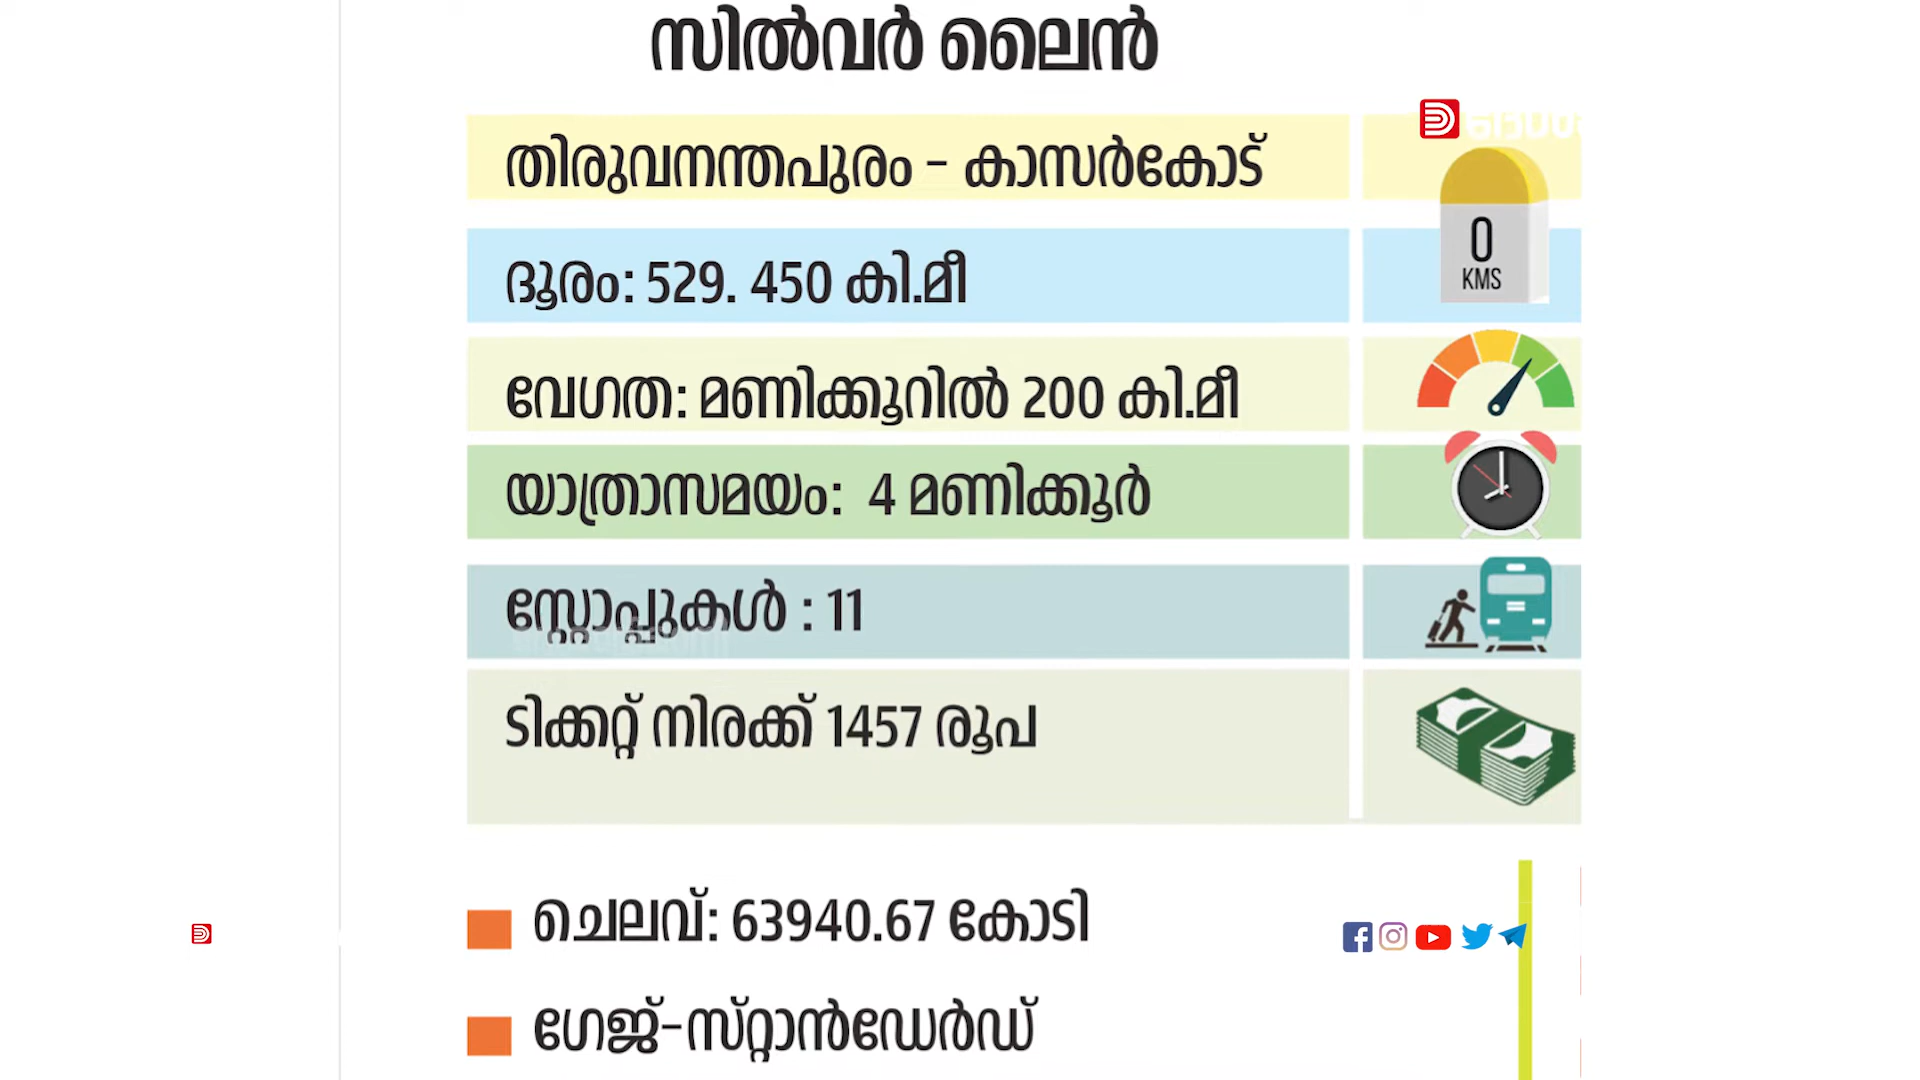 സിൽവർ ലൈൻ
തിരുവനന്തപുരം - കാസർകോട്
ദൂരം: 529. 450 കി.മീ
0
KMS
വേഗത: മണിക്കൂറിൽ 200 കി.മീ
യാത്രാസമയം: 4 മണിക്കൂർ
സ്റ്റോപ്പുകൾ : 11
ടിക്കറ്റ് നിരക്ക് 1457 രൂപ
ചെലവ്: 63940.67 കോടി
ഗേജ്-സ്റ്റാൻഡേർഡ്